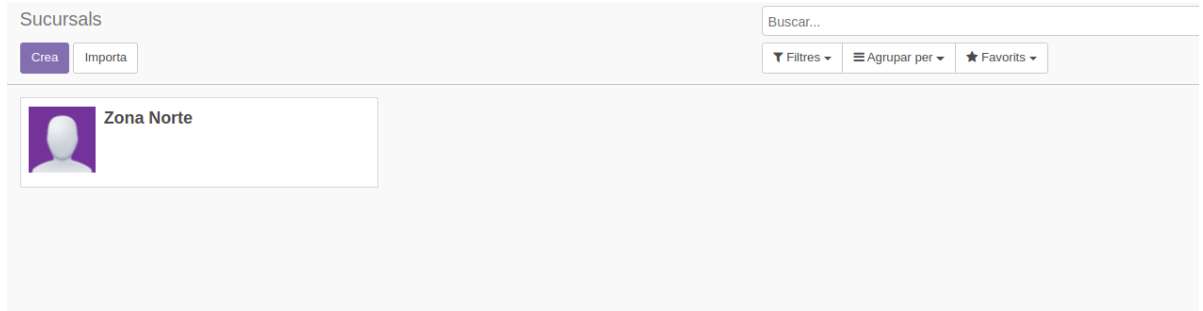 Sucursals
Buscar...
Crea Importa
Filtres Agrupar per Favorits
Zona Norte